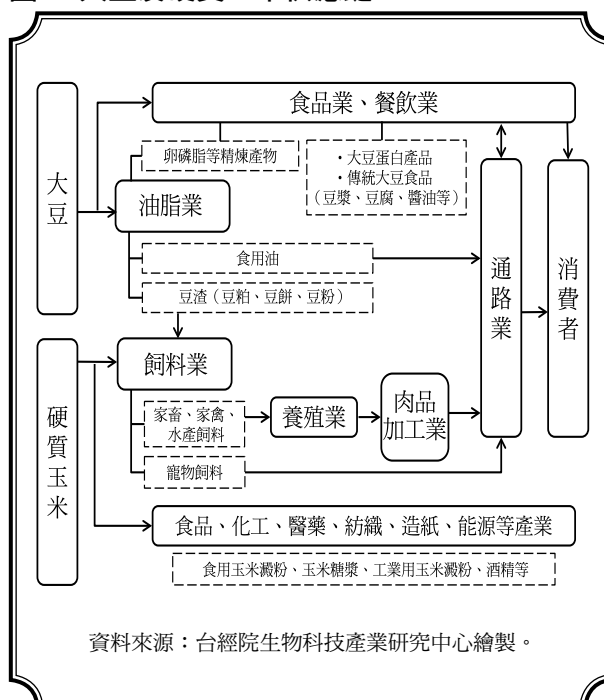 食品業、餐飲業
大豆
卵磷脂等精煉產物
・大豆蛋白產品
・傳統大豆食品
（豆漿、豆腐、醬油等）
油脂業
食用油
豆渣（豆粕、豆餅、豆粉）
通路業
消費者
硬質玉米
飼料業
家畜、家禽、
水產飼料
養殖業
肉品
加工業
寵物飼料
食品、化工、醫藥、紡織、造紙、能源等產業
食用玉米澱粉、玉米糖漿、工業用玉米澱粉、酒精等
資料來源：台經院生物科技產業研究中心繪製。